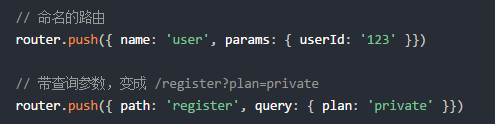 // 命名的路由
router.push({ name: 'user', params: { userId: '123' }})
// 带查询参数，变成 /register?plan=private
router.push({ path: 'register', query: { plan: 'private' }})